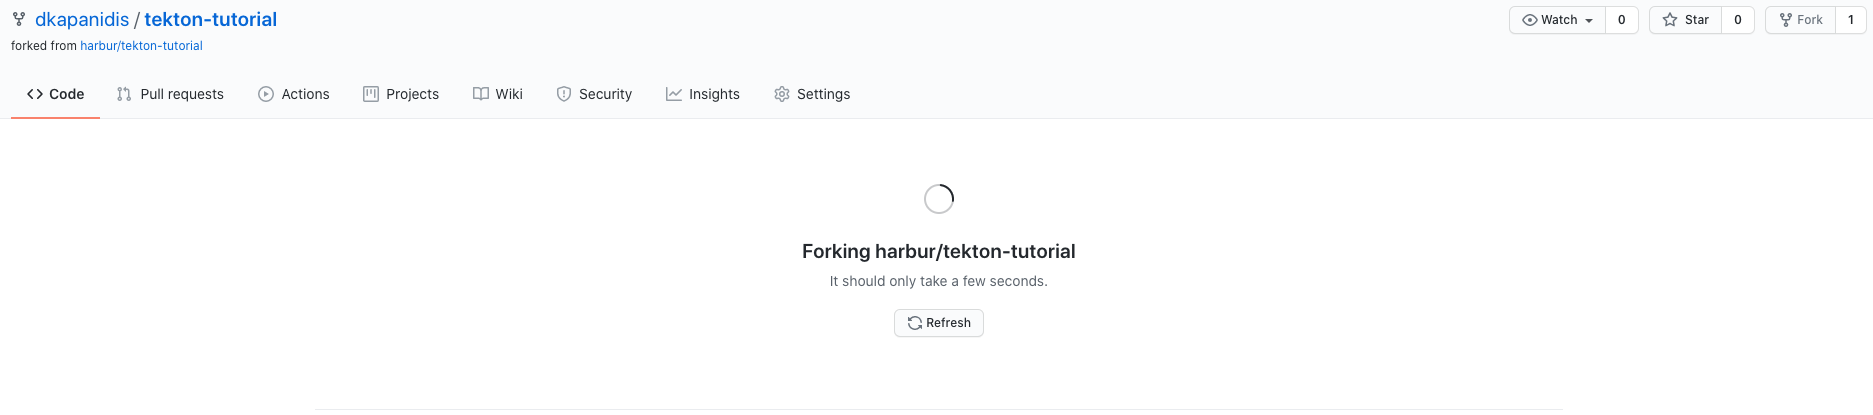 dkapanidis / tekton-tutorial
Watch 0 Star 0 Fork 1
forked from harbur/tekton-tutorial
Code Pull requests Actions Projects Wiki Security Insights Settings
Forking harbur/tekton-tutorial
It should only take a few seconds.
Refresh